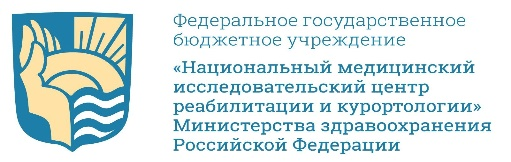 Федеральное государственное
бюджетное учреждение
«Национальный медицинский
исследовательский центр
реабилитации и курортологии»
Министерства здравоохранения
Российской Федерации